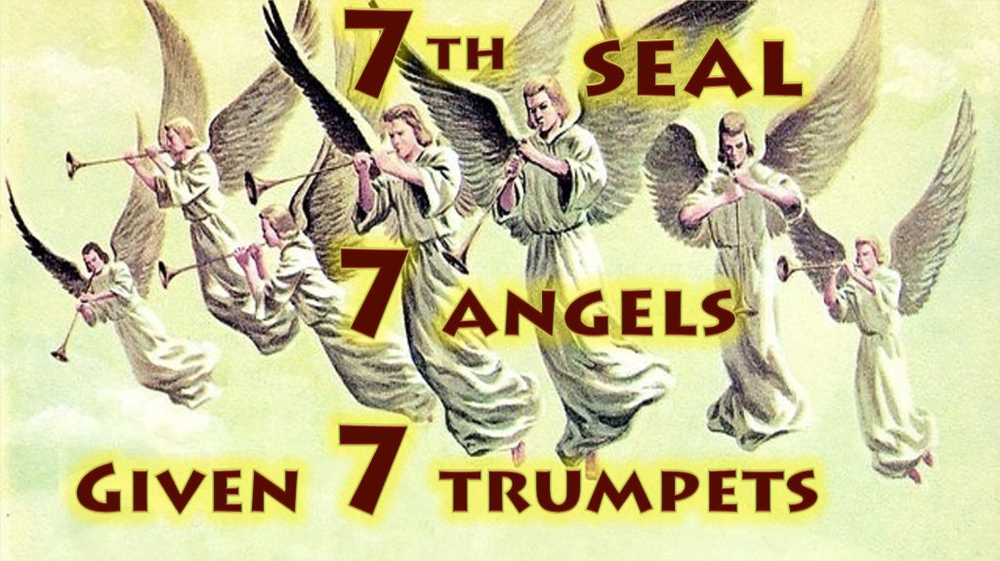 7TH SEAL
7 ANGELS
GIVEN 7 TRUMPETS